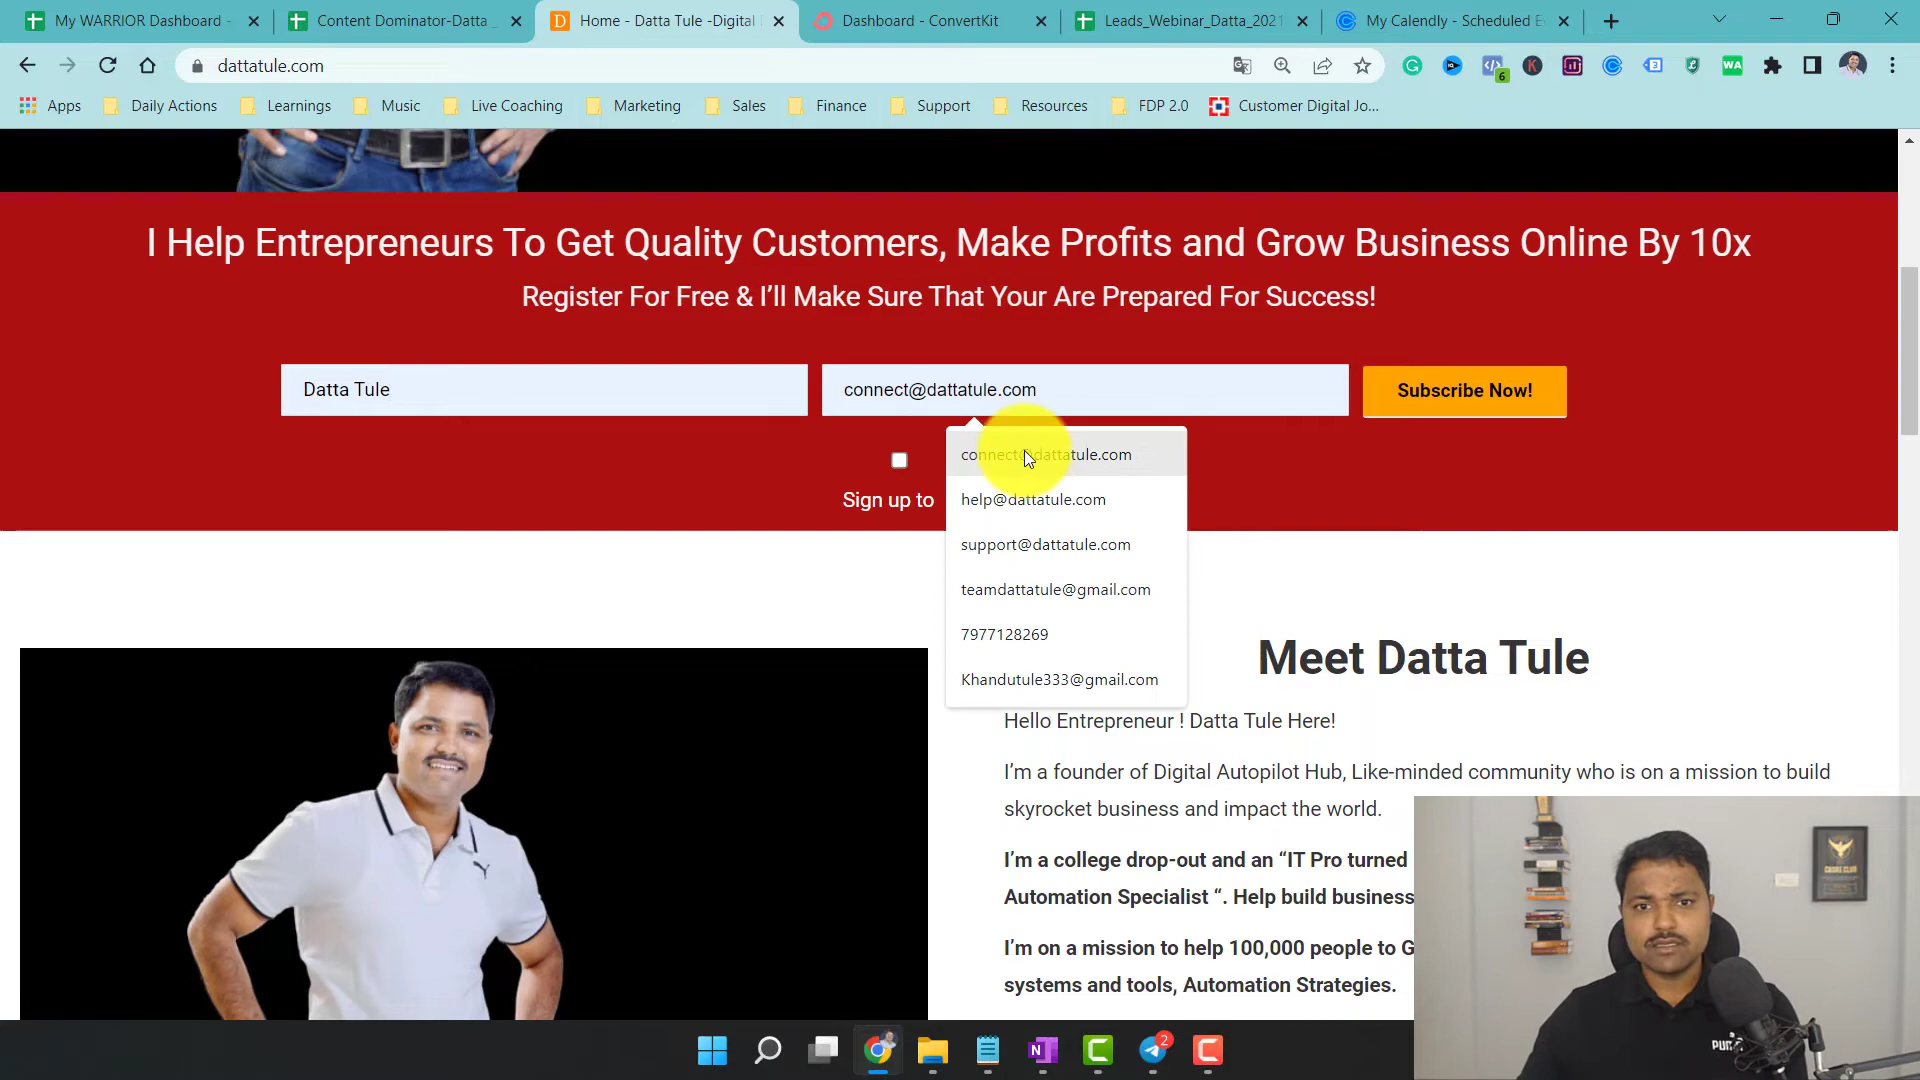 My WARRIOR Dashboard -
Content Dominator-Datta
Home - Datta Tule -Digital
Dashboard - ConvertKit
Leads_Webinar_Datta_2021
My Calendly - Scheduled Ev
dattatule.com
6
WA
Apps
Daily Actions
Learnings
Music
Live Coaching
Marketing
Sales
Finance
Support
Resources
FDP 2.0
Customer Digital Jo...
I Help Entrepreneurs To Get Quality Customers, Make Profits and Grow Business Online By 10x
Register For Free & I’ll Make Sure That Your Are Prepared For Success!
Datta Tule
connect@dattatule.com
Subscribe Now!
connect@dattatule.com
Sign up to
help@dattatule.com
support@dattatule.com
teamdattatule@gmail.com
7977128269
Khandutule333@gmail.com
Meet Datta Tule
Hello Entrepreneur ! Datta Tule Here!
I’m a founder of Digital Autopilot Hub, Like-minded community who is on a mission to build
skyrocket business and impact the world.
I’m a college drop-out and an “IT Pro turned
Automation Specialist “. Help build business
I’m on a mission to help 100,000 people to G
systems and tools, Automation Strategies.
2